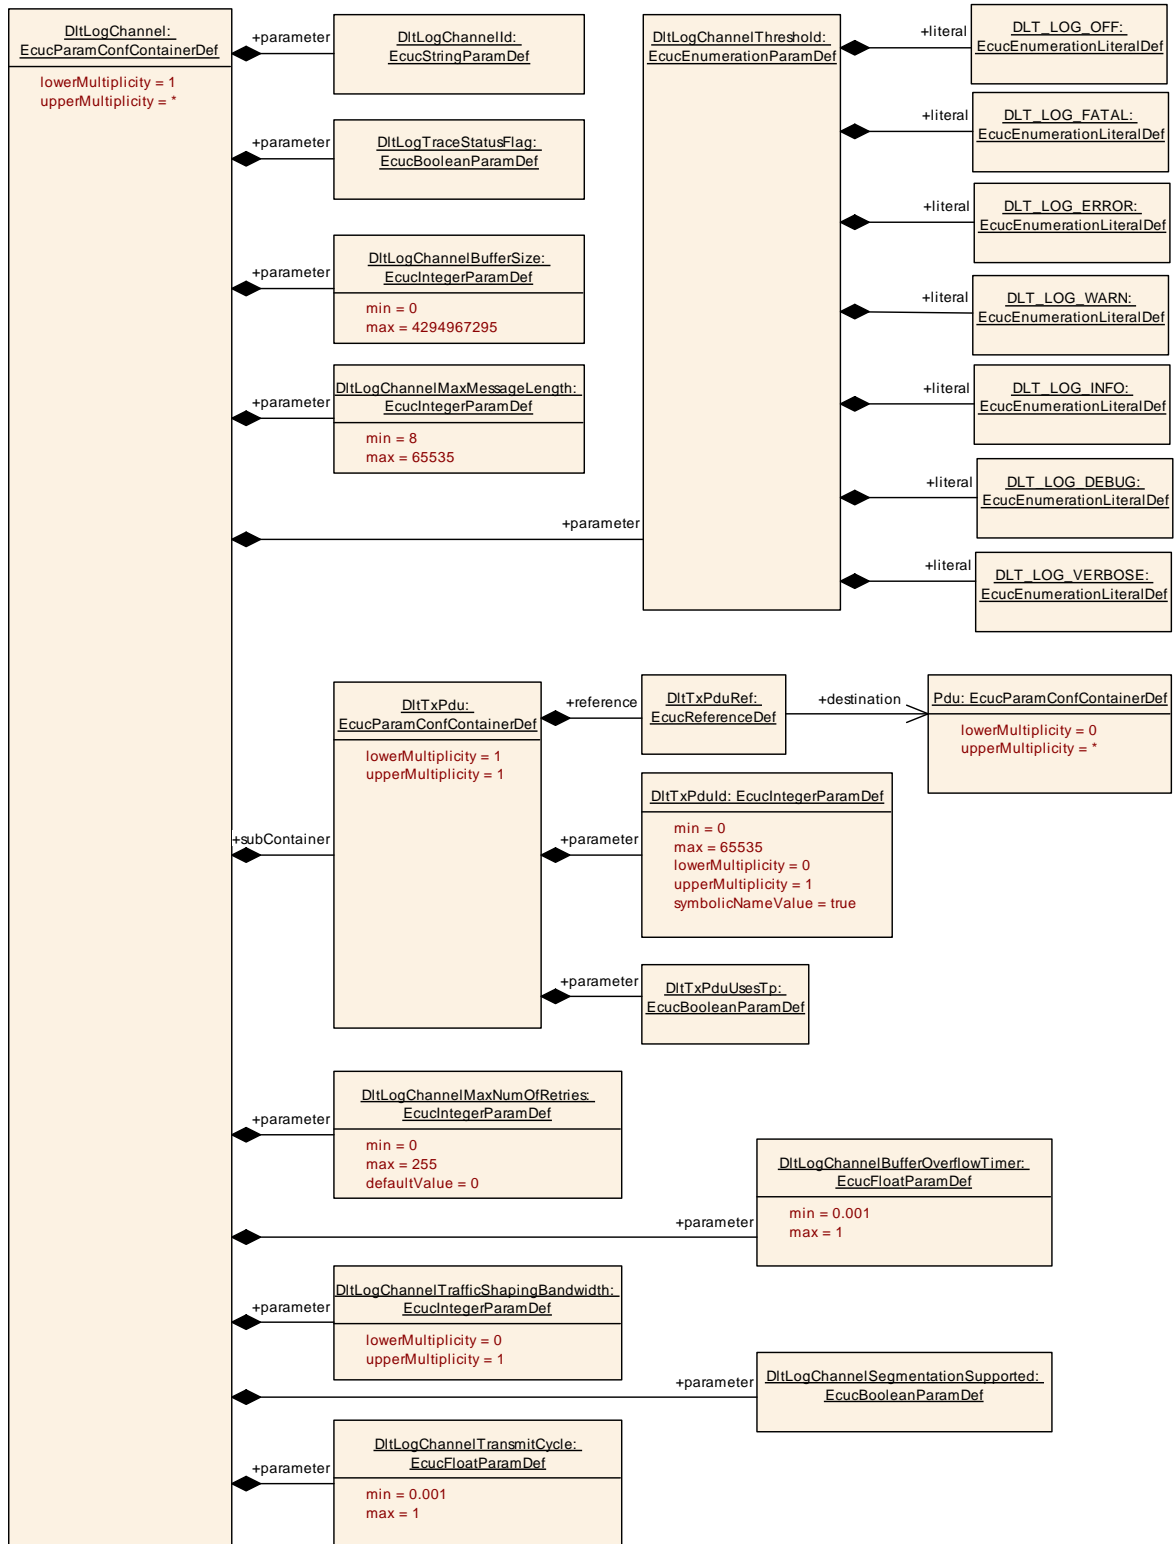 DltLogChannel:
EcucParamConfContainerDef
lowerMultiplicity = 1
upperMultiplicity = *
+parameter
DltLogChannelId:
EcucStringParamDef
+parameter
DltLogTraceStatusFlag:
EcucBooleanParamDef
+parameter
DltLogChannelBufferSize:
EcucIntegerParamDef
min = 0
max = 4294967295
+parameter
DltLogChannelMaxMessageLength:
EcucIntegerParamDef
min = 8
max = 65535
+parameter
DltLogChannelThreshold:
EcucEnumerationParamDef
+literal
DLT_LOG_OFF:
EcucEnumerationLiteralDef
+literal
DLT_LOG_FATAL:
EcucEnumerationLiteralDef
+literal
DLT_LOG_ERROR:
EcucEnumerationLiteralDef
+literal
DLT_LOG_WARN:
EcucEnumerationLiteralDef
+literal
DLT_LOG_INFO:
EcucEnumerationLiteralDef
+literal
DLT_LOG_DEBUG:
EcucEnumerationLiteralDef
+literal
DLT_LOG_VERBOSE:
EcucEnumerationLiteralDef
+subContainer
DltTxPdu:
EcucParamConfContainerDef
lowerMultiplicity = 1
upperMultiplicity = 1
+reference
DltTxPduRef:
EcucReferenceDef
+destination
Pdu: EcucParamConfContainerDef
lowerMultiplicity = 0
upperMultiplicity = *
+parameter
DltTxPduId: EcucIntegerParamDef
min = 0
max = 65535
lowerMultiplicity = 0
upperMultiplicity = 1
symbolicNameValue = true
+parameter
DltTxPduUsesTp:
EcucBooleanParamDef
+parameter
DltLogChannelMaxNumOfRetries:
EcucIntegerParamDef
min = 0
max = 255
defaultValue = 0
+parameter
DltLogChannelBufferOverflowTimer:
EcucFloatParamDef
min = 0.001
max = 1
+parameter
DltLogChannelTrafficShapingBandwidth:
EcucIntegerParamDef
lowerMultiplicity = 0
upperMultiplicity = 1
+parameter
DltLogChannelSegmentationSupported:
EcucBooleanParamDef
+parameter
DltLogChannelTransmitCycle:
EcucFloatParamDef
min = 0.001
max = 1